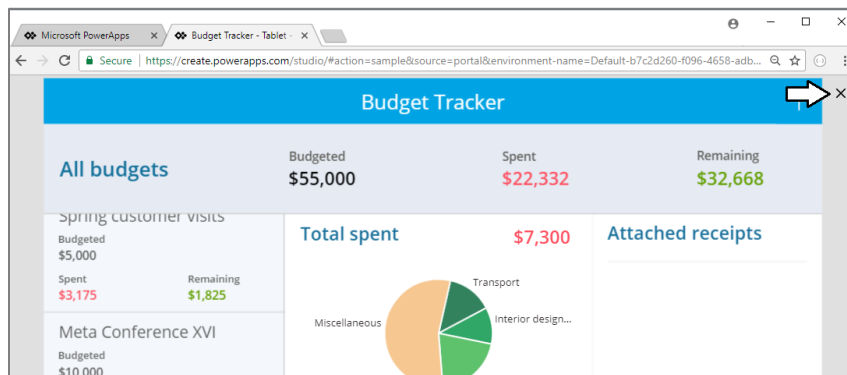 Microsoft PowerApps
Budget Tracker - Tablet -
Secure
https://create.powerapps.com/studio/#action=sample&source=portal&environment-name=Default-b7c2d260-f096-4658-adb...
Budget Tracker
All budgets
Budgeted
$55,000
Spent
$22,332
Remaining
$32,668
Spring customer visits
Budgeted
$5,000
Spent
Remaining
$3,175
$1,825
Meta Conference XVI
Budgeted
$10,000
Total spent
$7,300
Transport
Interior design...
Miscellaneous
Attached receipts